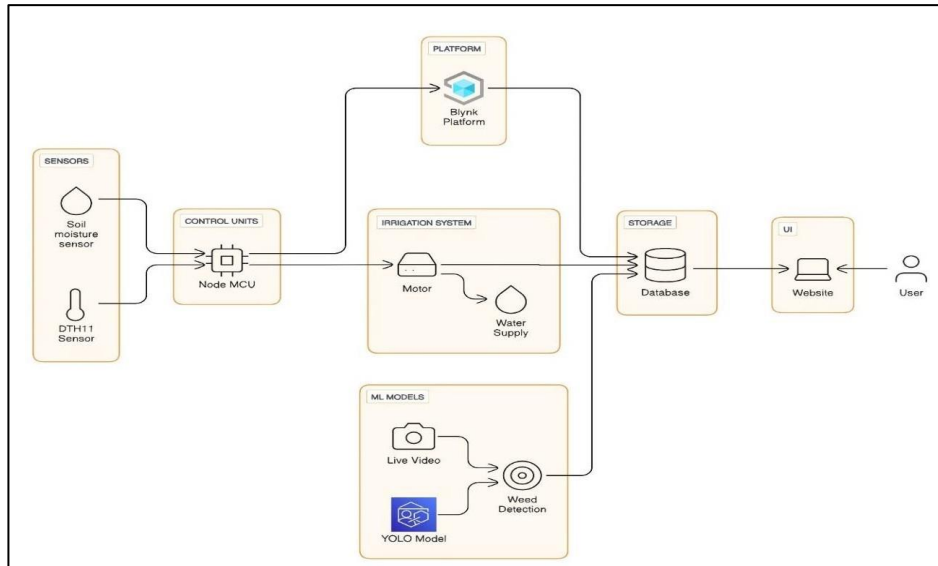 PLATFORM
Blynk
Platform
SENSORS
Soil
moisture
sensor
DTH11
Sensor
CONTROL UNITS
Node MCU
IRRIGATION SYSTEM
Motor
Water
Supply
STORAGE
Database
UI
Website
User
ML MODELS
Live Video
YOLO Model
Weed
Detection